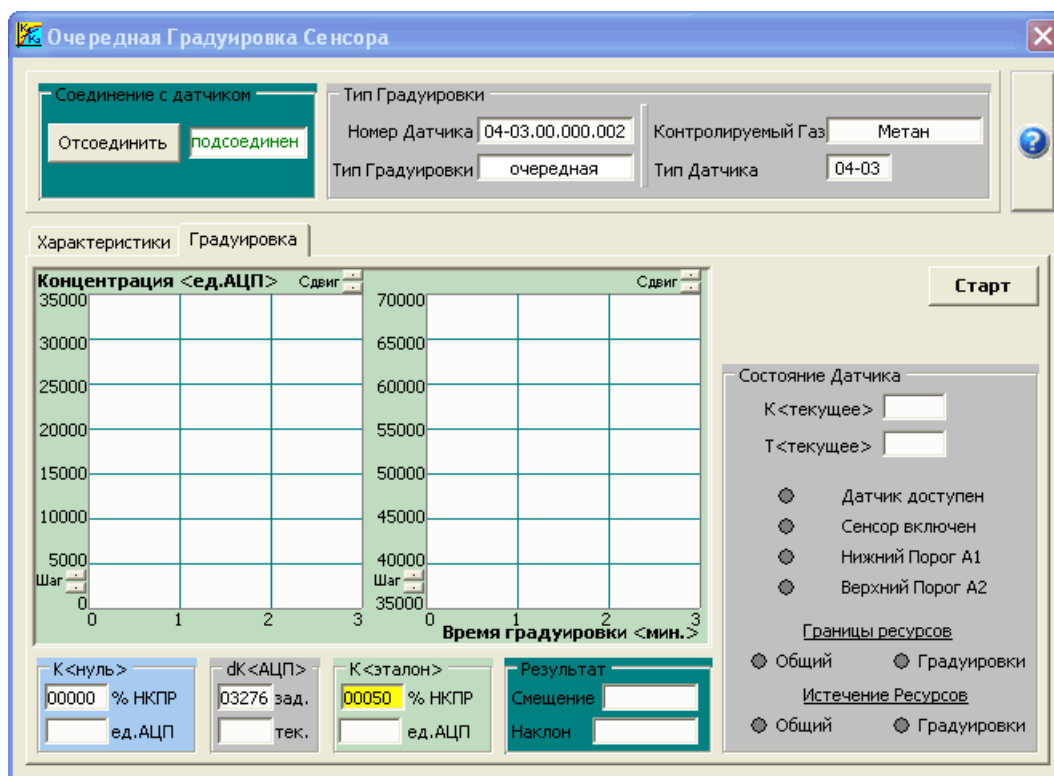 Очередная Градуировка Сенсора
Соединение с датчиком
Отсоединить подсоединен
Тип Градуировки
Номер Датчика 04-03.00.000.002 Контролируемый Газ Метан
Тип Градуировки очередная Тип Датчика 04-03
Характеристики Градуировка
Концентрация <ед.АЦП> Сдвиг Сдвиг
Старт
35000 70000
30000 65000
25000 60000
20000 55000
15000 50000
10000 45000
5000 40000
Шаг Шаг
0 35000
0 1 2 3 0 1 2 3
Время градуировки <мин.>
Состояние Датчика
К<текущее>
Т<текущее>
Датчик доступен
Сенсор включен
Нижний Порог А1
Верхний Порог А2
Границы ресурсов
Общий Градуировки
Истечение Ресурсов
Общий Градуировки
К<нуль>
00000 % НКПР
ед.АЦП
dK<АЦП>
03276 зад.
тек.
К<эталон>
00050 % НКПР
ед.АЦП
Результат
Смещение
Наклон